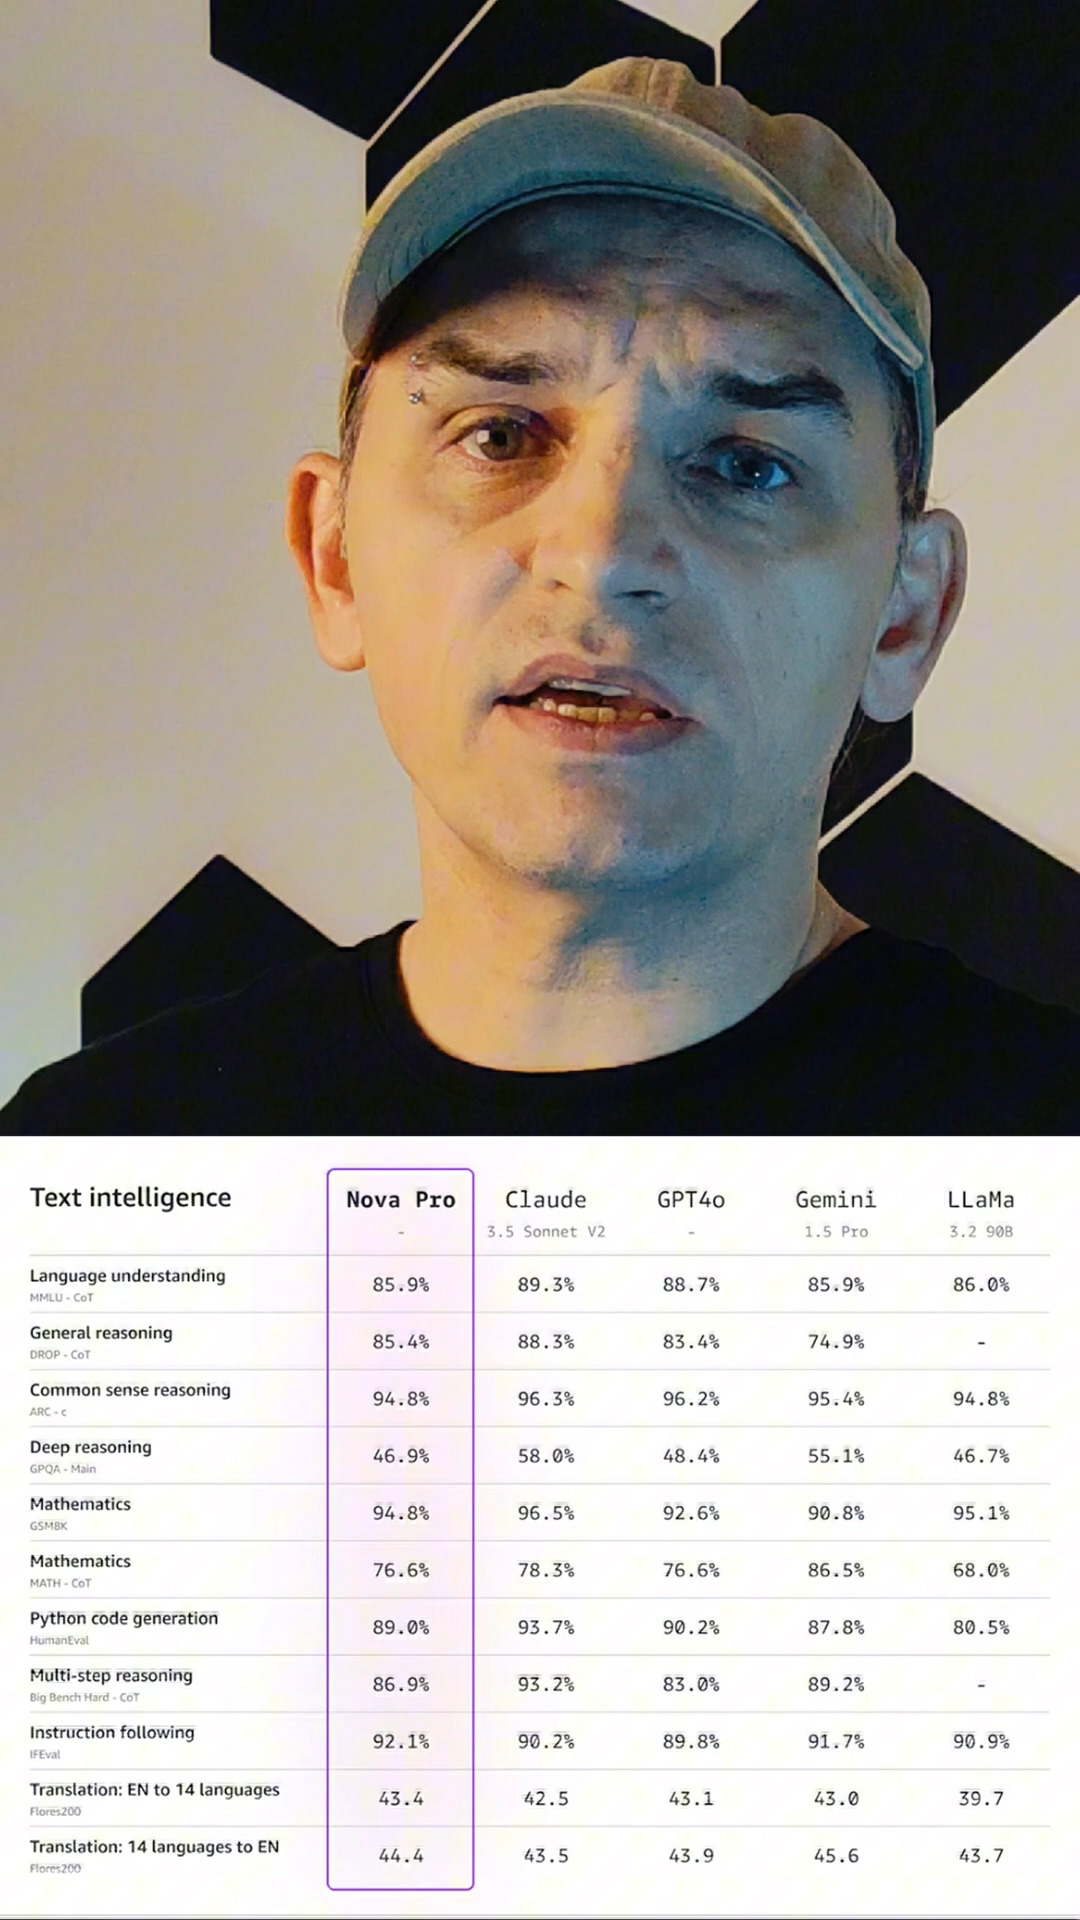 Text intelligence Nova Pro Claude GPT4o Gemini LLaMa
- 3.5 Sonnet V2 - 1.5 Pro 3.2 90B
Language understanding 85.9% 89.3% 88.7% 85.9% 86.0%
MMLU - CoT
General reasoning 85.4% 88.3% 83.4% 74.9% -
DROP - CoT
Common sense reasoning 94.8% 96.3% 96.2% 95.4% 94.8%
ARC - c
Deep reasoning 46.9% 58.0% 48.4% 55.1% 46.7%
GPQA - Main
Mathematics 94.8% 96.5% 92.6% 90.8% 95.1%
GSM8K
Mathematics 76.6% 78.3% 76.6% 86.5% 68.0%
MATH - CoT
Python code generation 89.0% 93.7% 90.2% 87.8% 80.5%
HumanEval
Multi-step reasoning 86.9% 93.2% 83.0% 89.2% -
Big Bench Hard - CoT
Instruction following 92.1% 90.2% 89.8% 91.7% 90.9%
IFEval
Translation: EN to 14 languages 43.4 42.5 43.1 43.0 39.7
Flores200
Translation: 14 languages to EN 44.4 43.5 43.9 45.6 43.7
Flores200